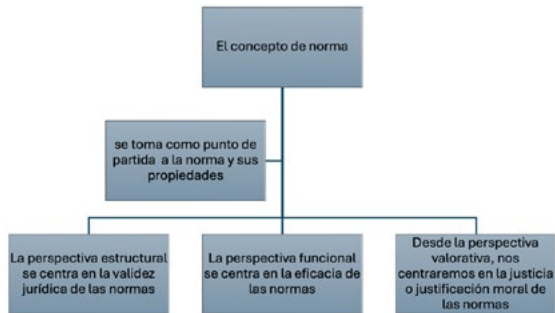 El concepto de norma
se toma como punto de
partida a la norma y sus
propiedades
La perspectiva estructural
se centra en la validez
jurídica de las normas
La perspectiva funcional
se centra en la eficacia de
las normas
Desde la perspectiva
valorativa, nos
centraremos en la justicia
o justificación moral de
las normas